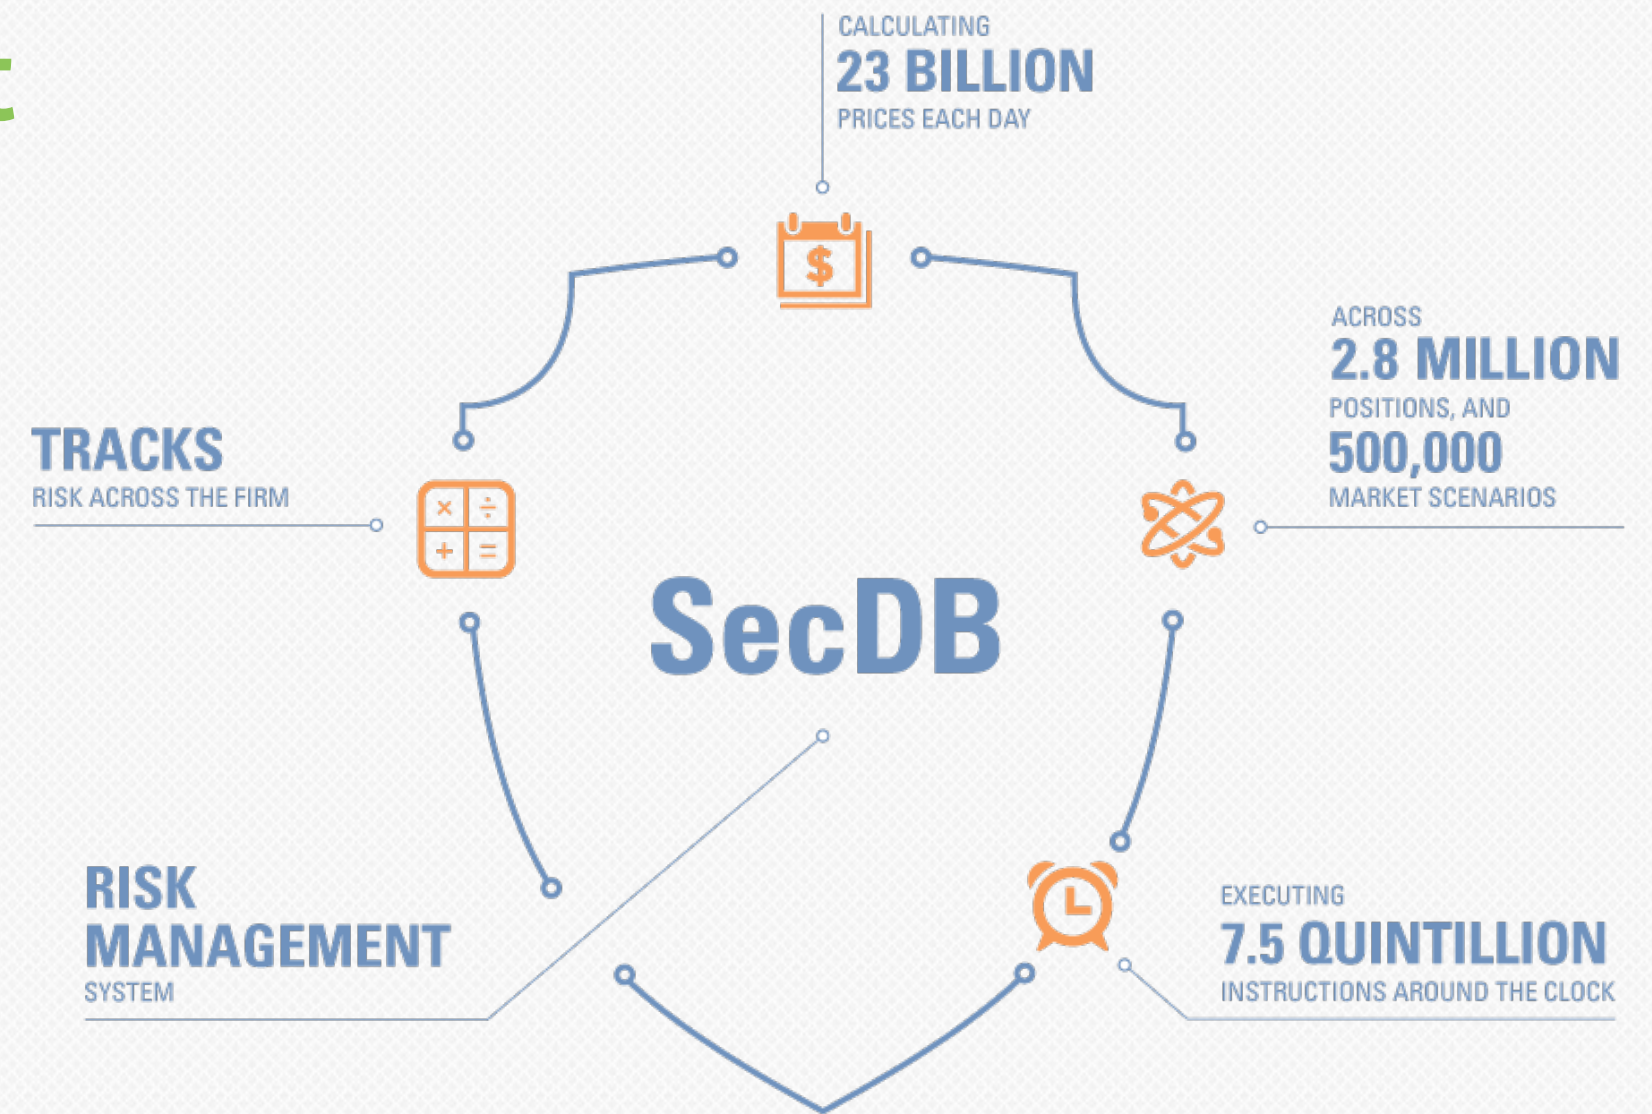 CALCULATING
23 BILLION
PRICES EACH DAY
$
ACROSS
2.8 MILLION
POSITIONS, AND
500,000
MARKET SCENARIOS
TRACKS
RISK ACROSS THE FIRM
× ÷
+ =
SecDB
RISK
MANAGEMENT
SYSTEM
EXECUTING
7.5 QUINTILLION
INSTRUCTIONS AROUND THE CLOCK